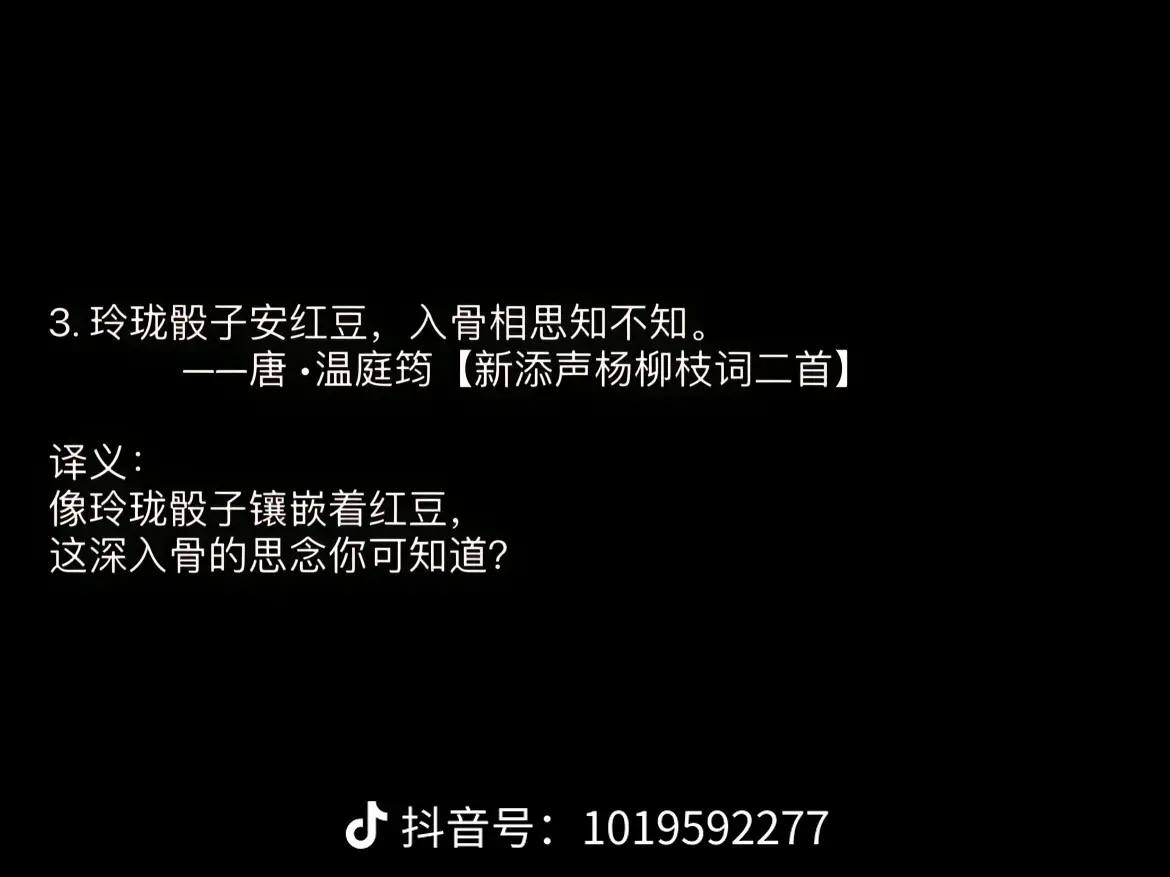 3. 玲珑骰子安红豆，入骨相思知不知。
——唐·温庭筠【新添声杨柳枝词二首】
译义：
像玲珑骰子镶嵌着红豆，
这深入骨的思念你可知道？
抖音号：1019592277